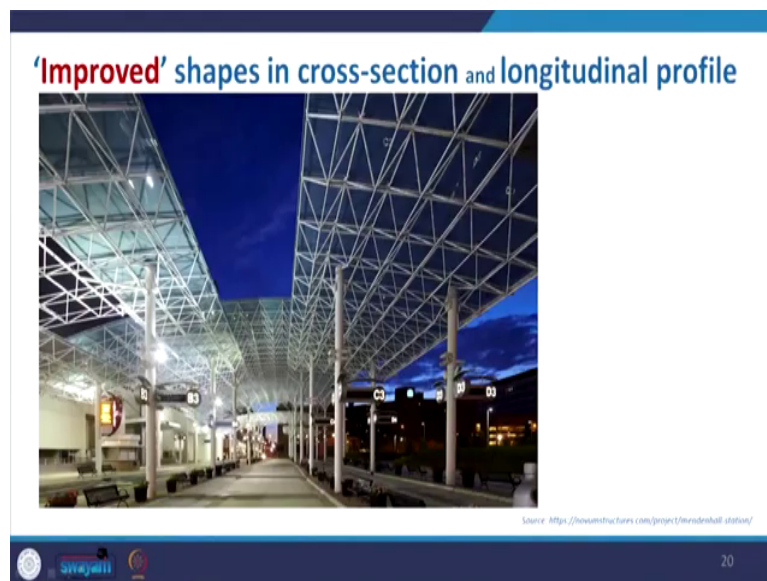 ‘Improved’ shapes in cross-section and longitudinal profile
B3
C3
D3
D3
Source: https://novumstructures.com/project/mendenhall-station/
swayam
20